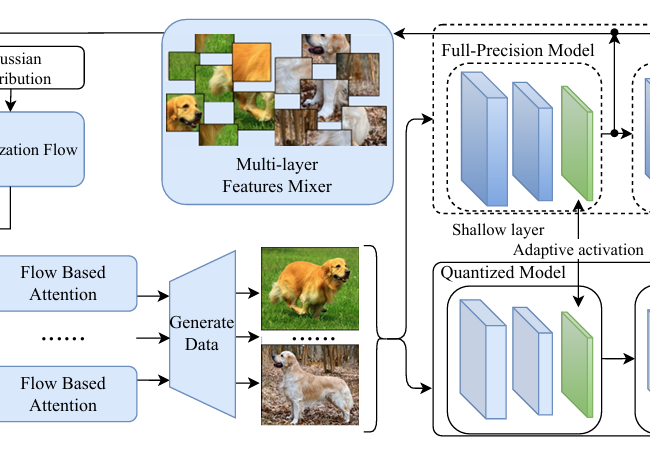 ussian
ribution
zation Flow
Multi-layer
Features Mixer
Full-Precision Model
Shallow layer
Adaptive activation
Quantized Model
Flow Based
Attention
......
Flow Based
Attention
Generate
Data
......